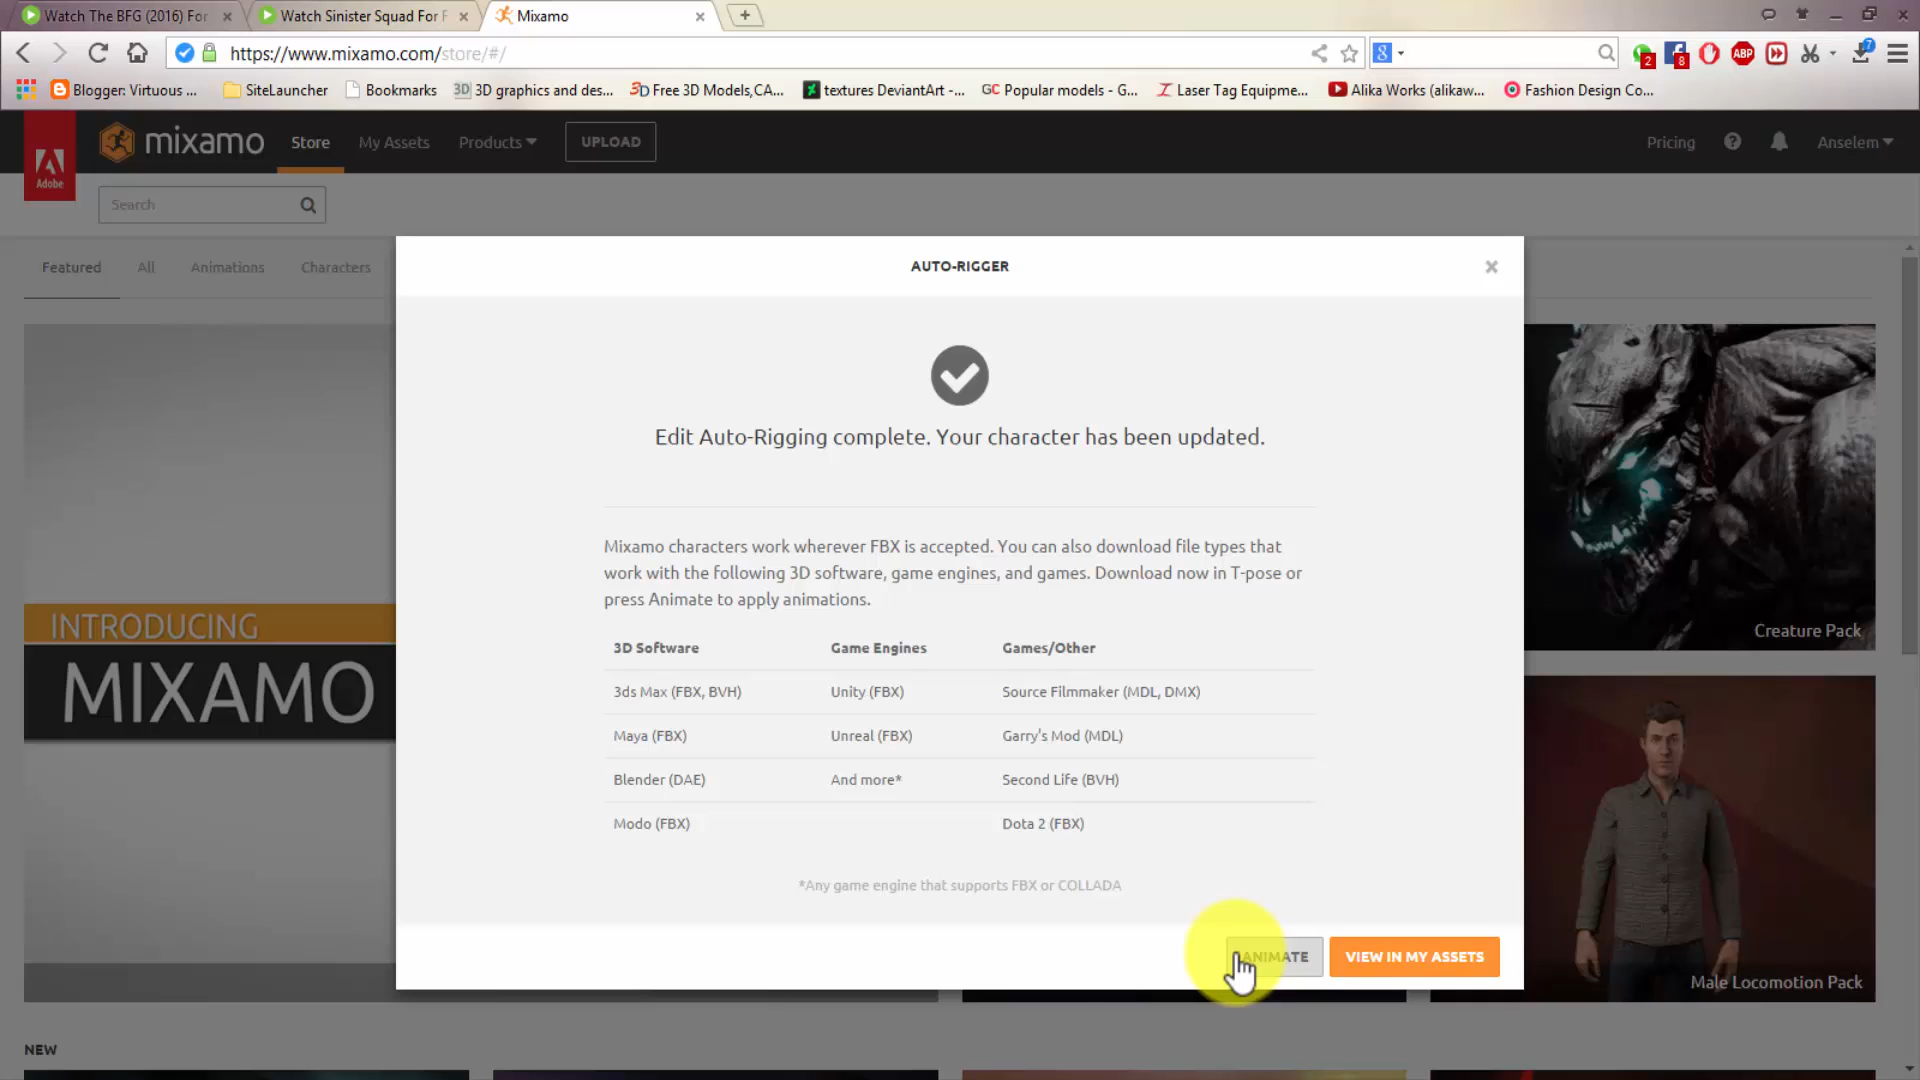 Watch The BFG (2016) For
Watch Sinister Squad For F
Mixamo
https://www.mixamo.com/store/#/
8
2
8
ABP
7
Blogger: Virtuous ...
SiteLauncher
Bookmarks
3D graphics and des...
Free 3D Models,CA...
textures DeviantArt -...
GC Popular models - G...
Laser Tag Equipme...
Alika Works (alikaw...
Fashion Design Co...
Adobe
mixamo
Store
My Assets
Products
UPLOAD
Pricing
Anselem
Search
Featured
All
Animations
Characters
AUTO-RIGGER
Edit Auto-Rigging complete. Your character has been updated.
Mixamo characters work wherever FBX is accepted. You can also download file types that
work with the following 3D software, game engines, and games. Download now in T-pose or
press Animate to apply animations.
3D Software Game Engines Games/Other
3ds Max (FBX, BVH) Unity (FBX) Source Filmmaker (MDL, DMX)
Maya (FBX) Unreal (FBX) Garry's Mod (MDL)
Blender (DAE) And more* Second Life (BVH)
Modo (FBX) Dota 2 (FBX)
*Any game engine that supports FBX or COLLADA
ANIMATE
VIEW IN MY ASSETS
INTRODUCING
MIXAMO
Creature Pack
Male Locomotion Pack
NEW